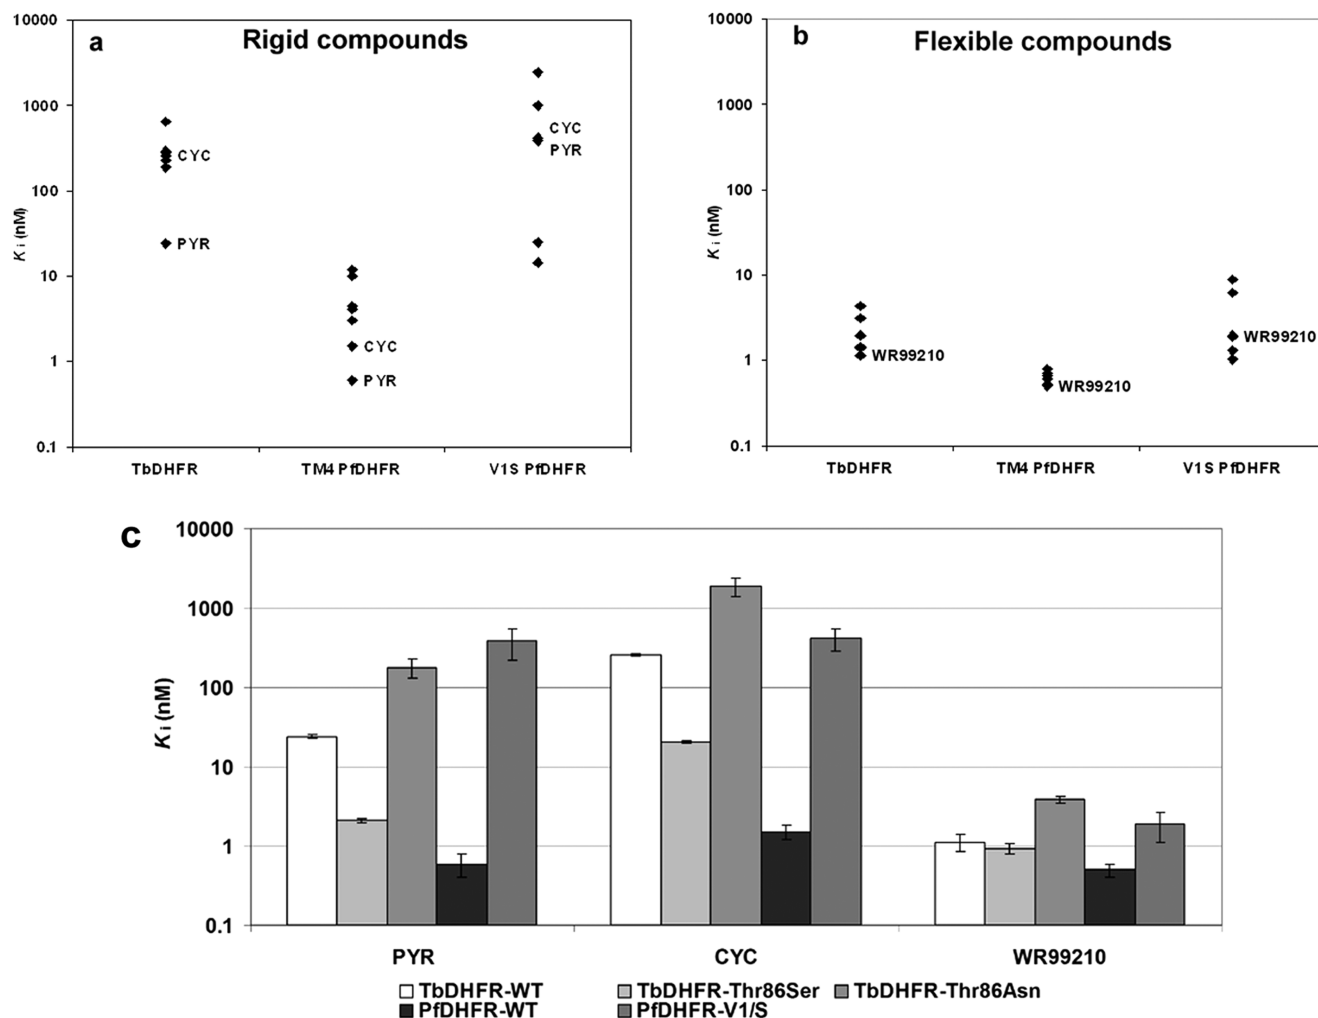 a
Rigid compounds
10000
1000
100
10
1
0.1
K i (nM)
CYC
PYR
CYC
PYR
CYC
PYR
TbDHFR
TM4 PfDHFR
V1S PfDHFR
b
Flexible compounds
10000
1000
100
10
1
0.1
K i (nM)
WR99210
WR99210
WR99210
TbDHFR
TM4 PfDHFR
V1S PfDHFR
c
10000
1000
100
10
1
0.1
K i (nM)
PYR
CYC
WR99210
TbDHFR-WT
TbDHFR-Thr86Ser
TbDHFR-Thr86Asn
PfDHFR-WT
PfDHFR-V1/S